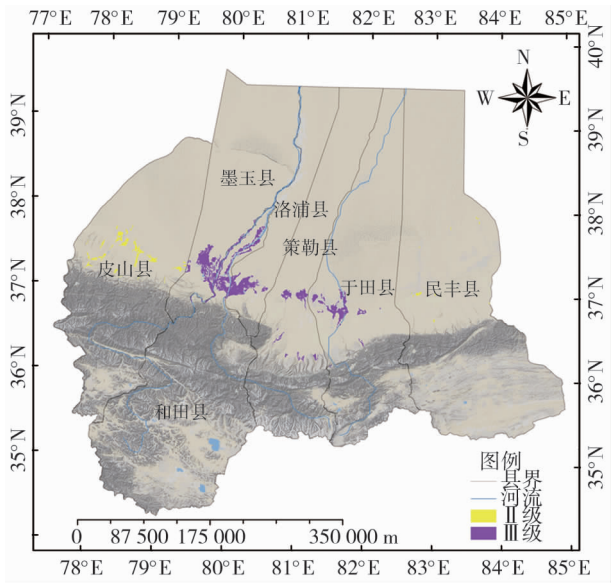 77°E 78°E 79°E 80°E 81°E 82°E 83°E 84°E 85°E
40°N
39°N
38°N
37°N
36°N
35°N
N
W E
S
39°N
38°N
37°N
36°N
35°N
墨玉县
洛浦县
策勒县
皮山县
于田县
民丰县
和田县
图例
县界
河流
Ⅱ级
Ⅲ级
0 87 500 175 000 350 000 m
78°E 79°E 80°E 81°E 82°E 83°E 84°E 85°E